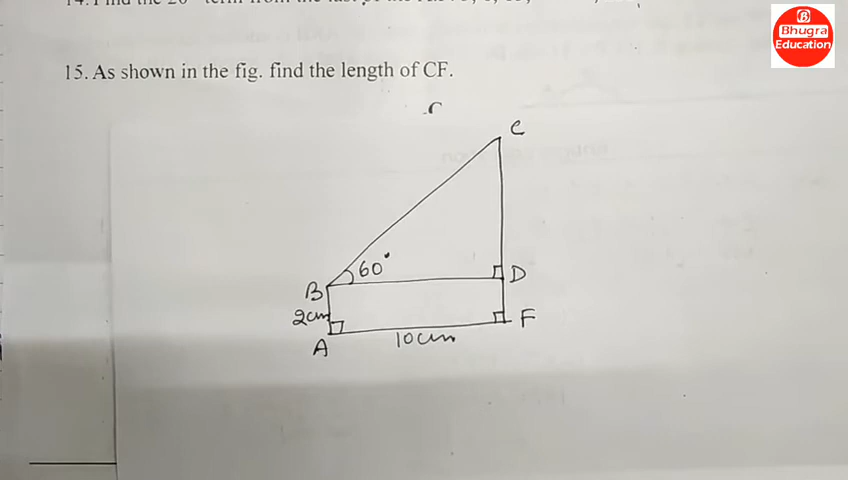 Bhugra
Education
15. As shown in the fig. find the length of CF.
C
60°
B
D
2cm
F
10cm
A